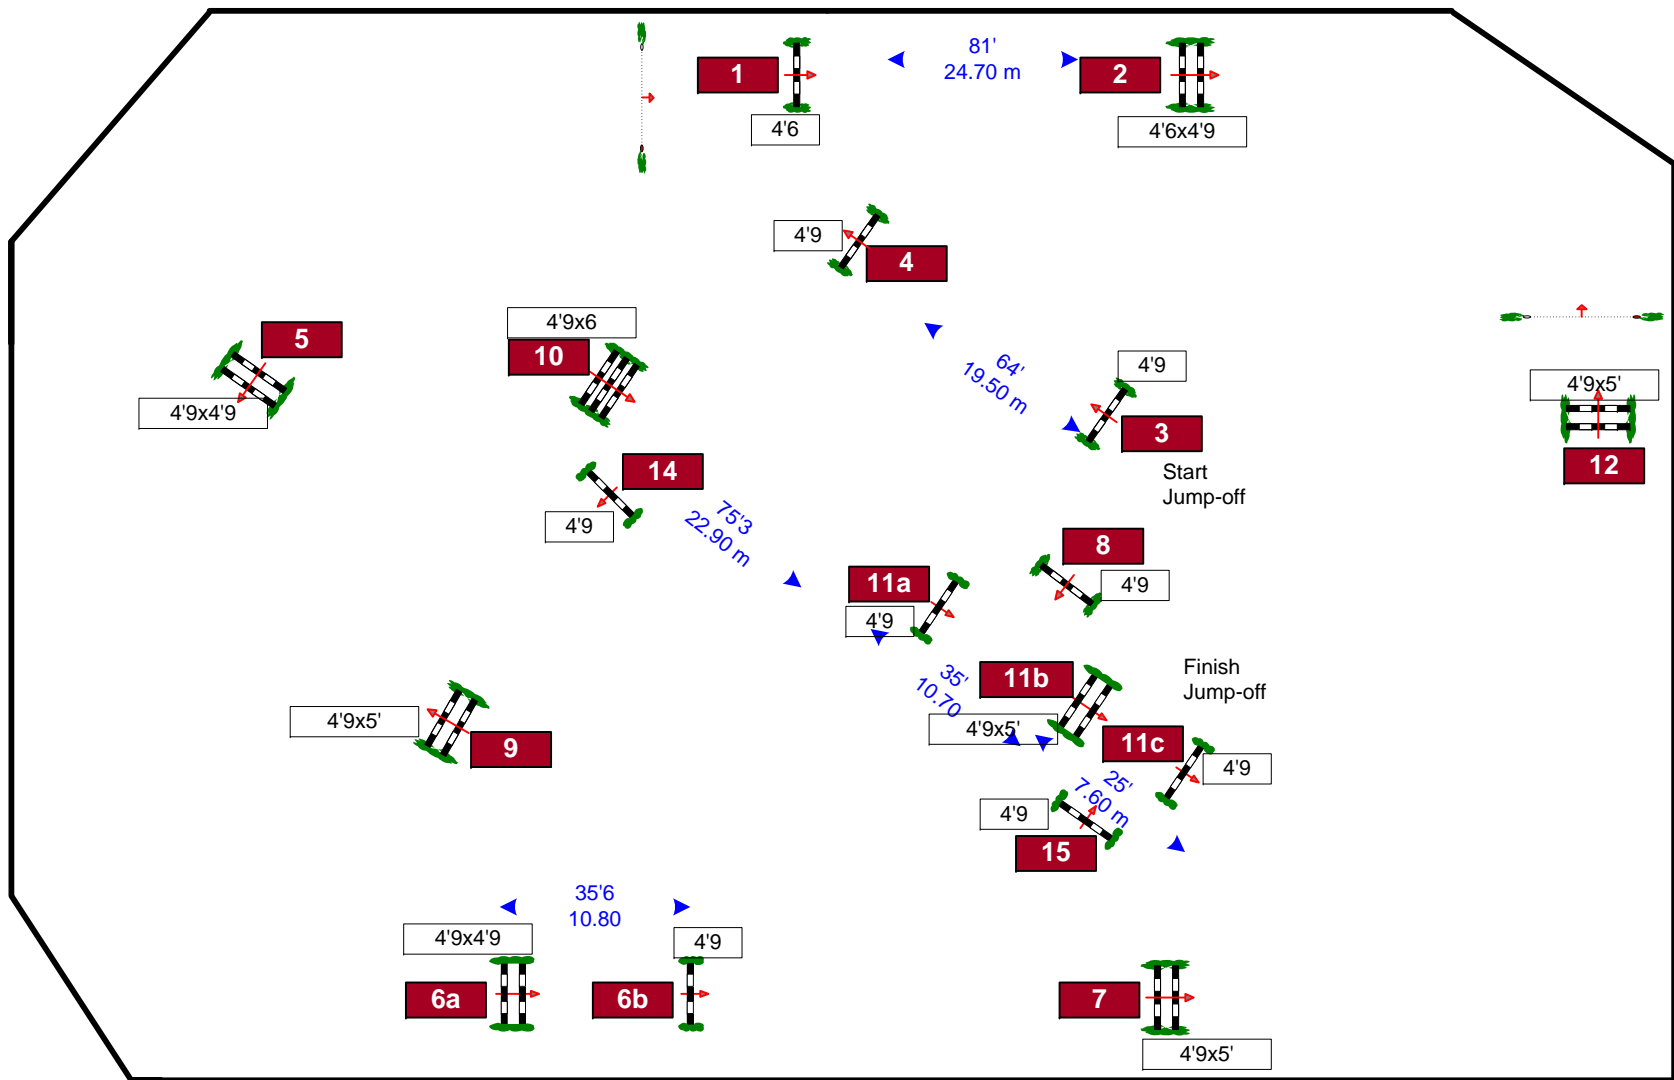 81'
24.70 m
1
2
4'6
4'6x4'9
4'9
4
4'9x6
5
10
64'
19.50 m
4'9
3
4'9x5'
12
4'9x4'9
Start
Jump-off
14
4'9
75'3
22.90 m
8
4'9
11a
4'9
35'
10.70
11b
4'9x5'
Finish
Jump-off
11c
4'9
4'9x5'
9
25'
7.60 m
4'9
15
35'6
10.80
4'9x4'9
4'9
6a
6b
7
4'9x5'